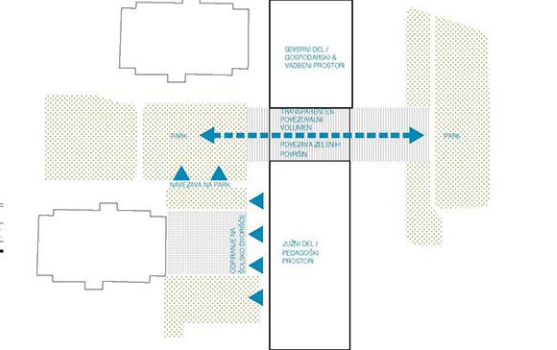 SEVERNI DEL /
GOSPODARSKI &
VADBENI PROSTORI
TRANSPARENTEN
POVEZOVALNI
VOLUMEN
PARK
PARK
POVEZAVA ZELENIH
POVRŠIN
NAVEZAVA NA PARK
ODPIRANJE NA
ŠOLSKO DVORIŠČE
JUŽNI DEL /
PEDAGOŠKI
PROSTORI